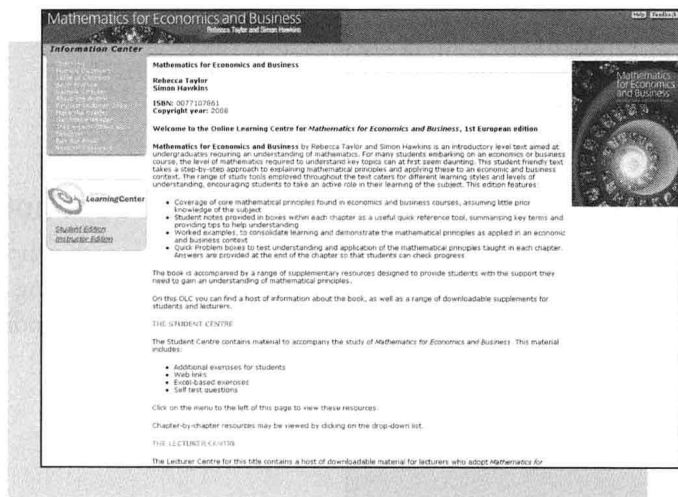 Mathematics for Economics and Business
Rebecca Taylor and Simon Hawkins
Help
Feedback
Information Center
LearningCenter
Student Edition
Instructor Edition
Mathematics for Economics and Business
Rebecca Taylor
Simon Hawkins
ISBN: 0077107861
Copyright year: 2008
Welcome to the Online Learning Centre for Mathematics for Economics and Business, 1st European edition
Mathematics for Economics and Business by Rebecca Taylor and Simon Hawkins is an introductory level text aimed at
undergraduates requiring an understanding of mathematics. For many students embarking on an economics or business
course, the level of mathematics required to understand key topics can at first seem daunting. This student friendly text
takes a step-by-step approach to explaining mathematical principles and applying these to an economic and business
context. The range of study tools employed throughout the text caters for different learning styles and levels of
understanding, encouraging students to take an active role in their learning of the subject. This edition features:
• Coverage of core mathematical principles found in economics and business courses, assuming little prior
knowledge of the subject
• Student notes provided in boxes within each chapter as a useful quick reference tool, summarising key terms and
providing tips to help understanding
• Worked examples, to consolidate learning and demonstrate the mathematical principles as applied in an economic
and business context
• Quick Problem boxes to test understanding and application of the mathematical principles taught in each chapter.
Answers are provided at the end of the chapter so that students can check progress
The book is accompanied by a range of supplementary resources designed to provide students with the support they
need to gain an understanding of mathematical principles.
On this OLC you can find a host of information about the book, as well as a range of downloadable supplements for
students and lecturers.
THE STUDENT CENTRE
The Student Centre contains material to accompany the study of Mathematics for Economics and Business. This material
includes:
• Additional exercises for students
• Web links
• Excel-based exercises
• Self test questions
Click on the menu to the left of this page to view these resources.
Chapter-by-chapter resources may be viewed by clicking on the drop-down list.
THE LECTURER CENTRE
The Lecturer Centre for this title contains a host of downloadable material for lecturers who adopt Mathematics for
Mathematics
for Economics
and Business